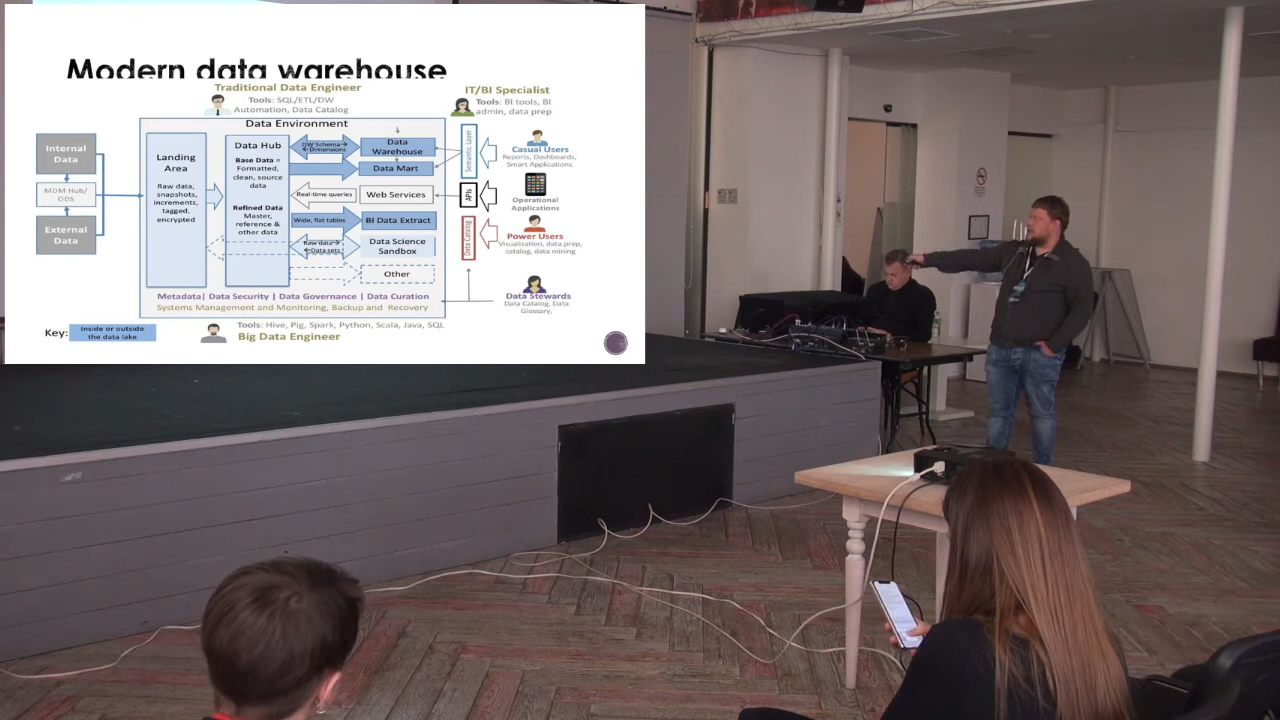 Modern data warehouse
Traditional Data Engineer
Tools: SQL/ETL/DW
Automation, Data Catalog
IT/BI Specialist
Tools: BI tools, BI
admin, data prep
Data Environment
Internal
Data
MDM Hub/
ODS
External
Data
Landing
Area
Raw data,
snapshots,
increments,
tagged,
encrypted
Data Hub
Base Data =
Formatted,
clean, source
data
Refined Data
Master,
reference &
other data
DW Schema
Dimensions
Real-time queries
Wide, flat tables
Raw data
Data sets
Data
Warehouse
Data Mart
Web Services
BI Data Extract
Data Science
Sandbox
Other
Semantic Layer
APIs
Data Catalog
Casual Users
Reports, Dashboards,
Smart Applications
Operational
Applications
Power Users
Visualization, data prep,
catalog, data mining
Data Stewards
Data Catalog, Data
Glossary,
Metadata| Data Security | Data Governance | Data Curation
Systems Management and Monitoring, Backup and Recovery
Key:
Inside or outside
the data lake
Tools: Hive, Pig, Spark, Python, Scala, Java, SQL
Big Data Engineer